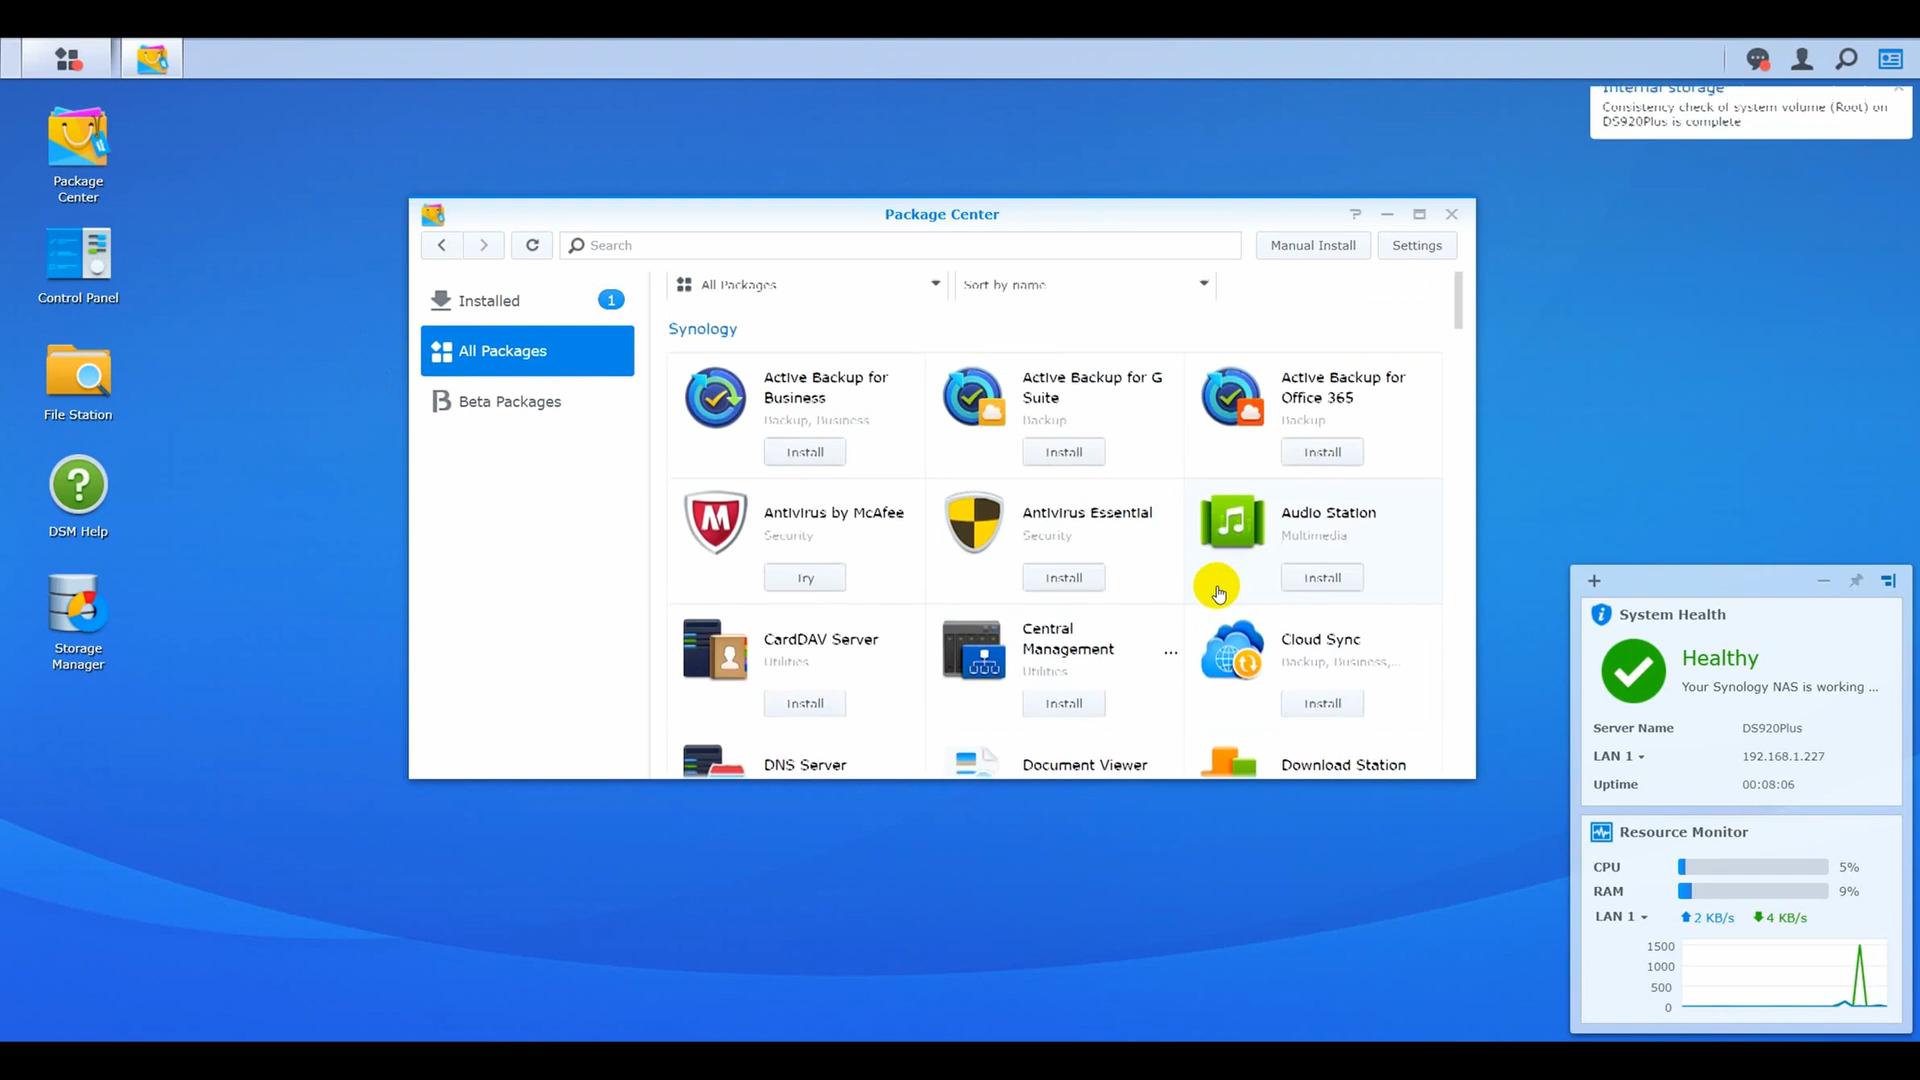 Internal storage
Consistency check of system volume (Root) on
DS920Plus is complete
Package
Center
Control Panel
File Station
DSM Help
Storage
Manager
Package Center
Search
Manual Install
Settings
Installed
1
All Packages
Beta Packages
All Packages
Sort by name
Synology
Active Backup for
Business
Backup, Business
Install
Active Backup for G
Suite
Backup
Install
Active Backup for
Office 365
Backup
Install
Antivirus by McAfee
Security
Try
Antivirus Essential
Security
Install
Audio Station
Multimedia
Install
CardDAV Server
Utilities
Install
Central
Management
...
Utilities
Install
Cloud Sync
Backup, Business,...
Install
DNS Server
Document Viewer
Download Station
System Health
Healthy
Your Synology NAS is working ...
Server Name DS920Plus
LAN 1 192.168.1.227
Uptime 00:08:06
Resource Monitor
CPU 5%
RAM 9%
LAN 1 2 KB/s 4 KB/s
1500
1000
500
0